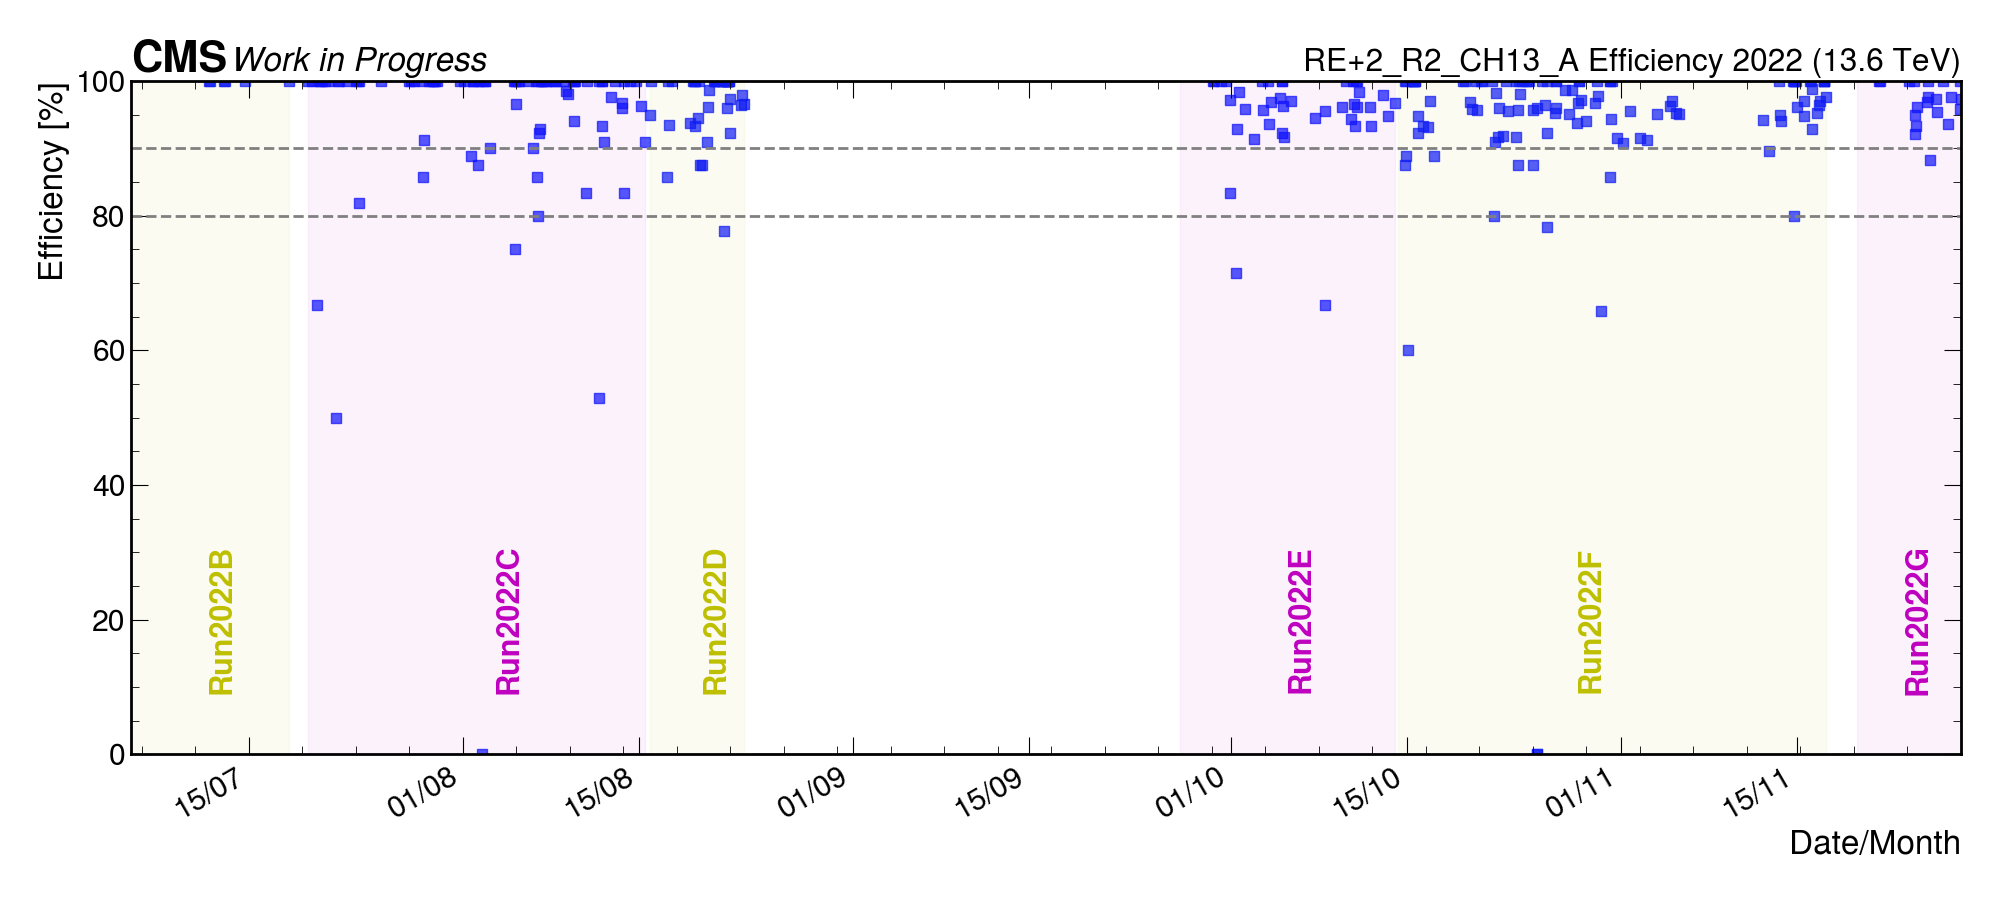 CMS Work in Progress
RE+2_R2_CH13_A Efficiency 2022 (13.6 TeV)
Efficiency [%]
100
80
60
40
20
0
Run2022B
Run2022C
Run2022D
Run2022E
Run2022F
Run2022G
15/07
01/08
15/08
01/09
15/09
01/10
15/10
01/11
15/11
Date/Month